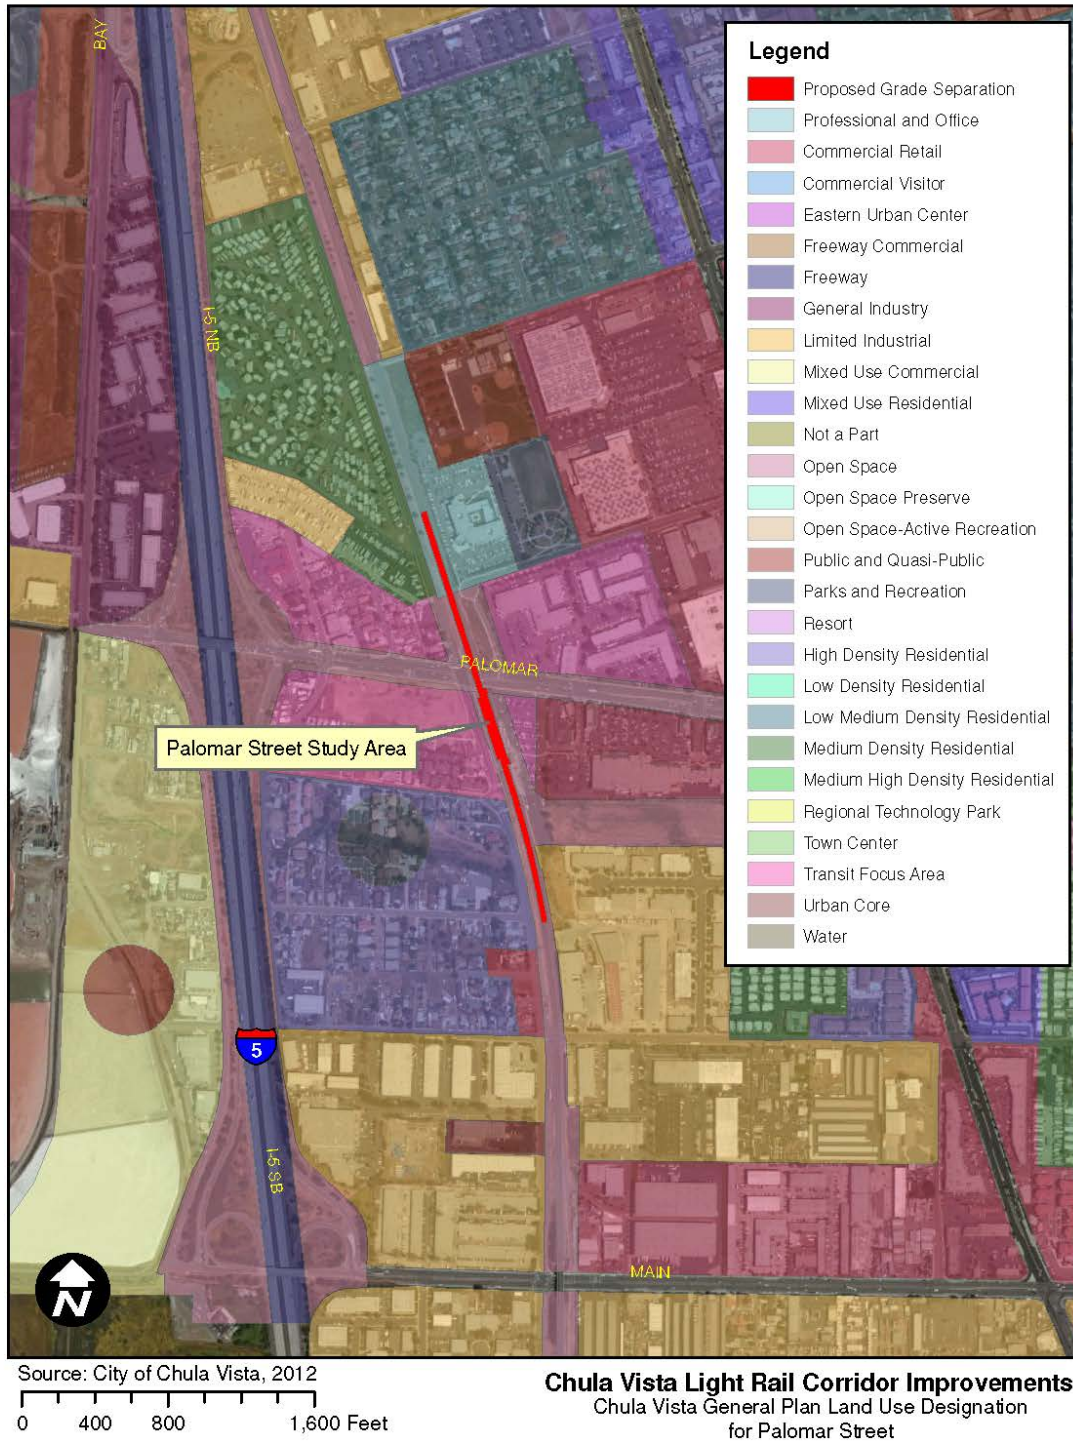 BAY
I-5 NB
PALOMAR
Palomar Street Study Area
5
I-5 SB
MAIN
N
Legend
Proposed Grade Separation
Professional and Office
Commercial Retail
Commercial Visitor
Eastern Urban Center
Freeway Commercial
Freeway
General Industry
Limited Industrial
Mixed Use Commercial
Mixed Use Residential
Not a Part
Open Space
Open Space Preserve
Open Space-Active Recreation
Public and Quasi-Public
Parks and Recreation
Resort
High Density Residential
Low Density Residential
Low Medium Density Residential
Medium Density Residential
Medium High Density Residential
Regional Technology Park
Town Center
Transit Focus Area
Urban Core
Water
Source: City of Chula Vista, 2012
0 400 800 1,600 Feet
Chula Vista Light Rail Corridor Improvements
Chula Vista General Plan Land Use Designation
for Palomar Street